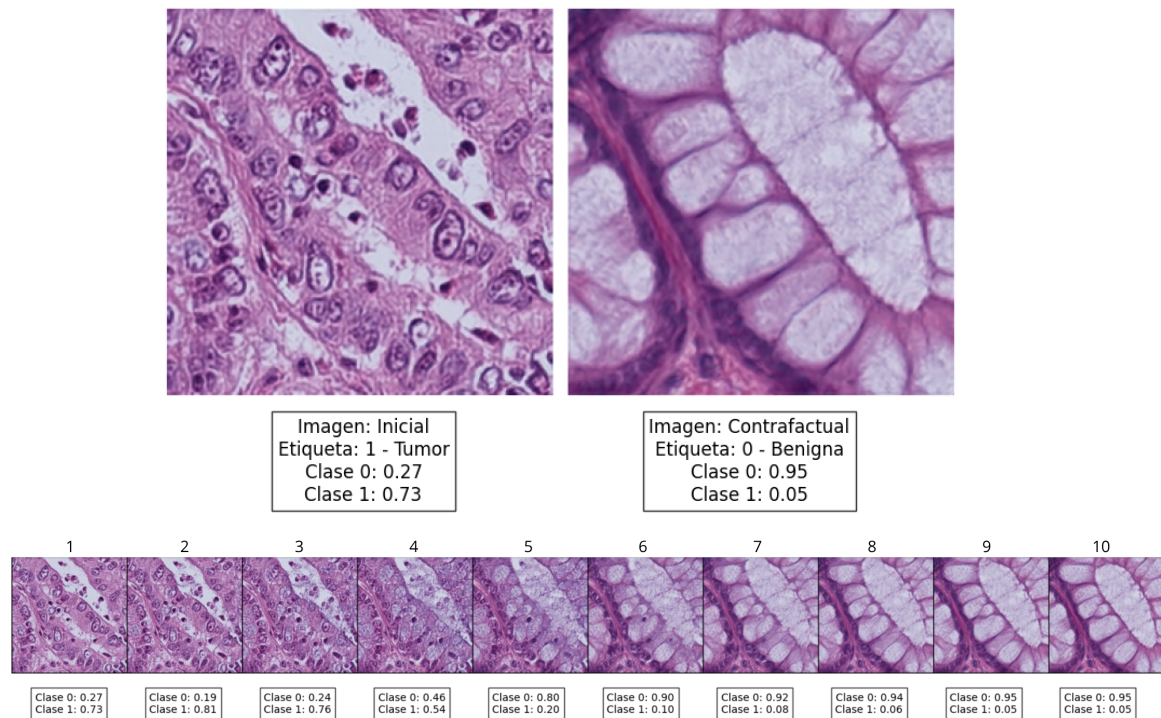 Imagen: Inicial
Etiqueta: 1 - Tumor
Clase 0: 0.27
Clase 1: 0.73
Imagen: Contrafactual
Etiqueta: 0 - Benigna
Clase 0: 0.95
Clase 1: 0.05
1 2 3 4 5 6 7 8 9 10
Clase 0: 0.27
Clase 1: 0.73
Clase 0: 0.19
Clase 1: 0.81
Clase 0: 0.24
Clase 1: 0.76
Clase 0: 0.46
Clase 1: 0.54
Clase 0: 0.80
Clase 1: 0.20
Clase 0: 0.90
Clase 1: 0.10
Clase 0: 0.92
Clase 1: 0.08
Clase 0: 0.94
Clase 1: 0.06
Clase 0: 0.95
Clase 1: 0.05
Clase 0: 0.95
Clase 1: 0.05